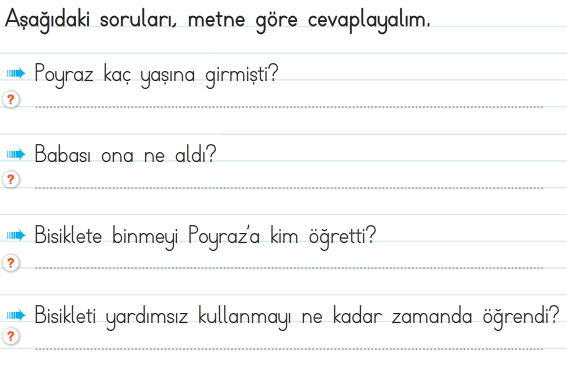 Aşağıdaki soruları, metne göre cevaplayalım.
Poyraz kaç yaşına girmişti?
?
Babası ona ne aldı?
?
Bisiklete binmeyi Poyraz'a kim öğretti?
?
Bisikleti yardımsız kullanmayı ne kadar zamanda öğrendi?
?